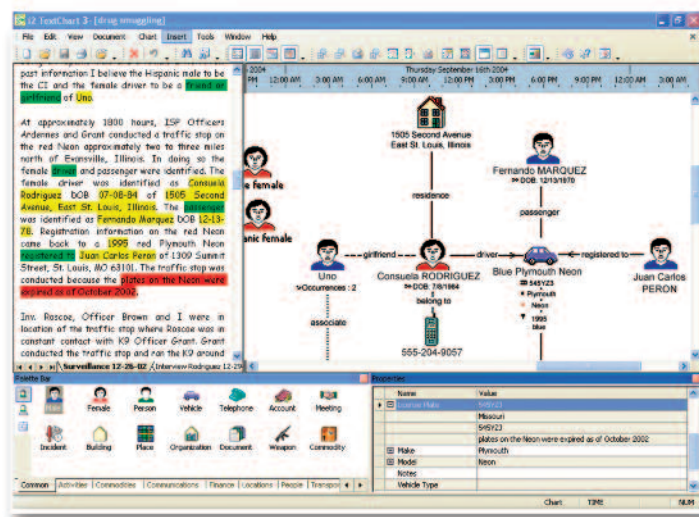 i2 TextChart 3- [drug smuggling]
File Edit View Document Chart Insert Tools Window Help
past information I believe the Hispanic male to be
the CI and the female driver to be a friend or
girlfriend of Uno.
At approximately 1800 hours, ISP Officers
Ardennes and Grant conducted a traffic stop on
the red Neon approximately two to three miles
north of Evansville, Illinois. In doing so the
female driver and passenger were identified. The
female driver was identified as Consuela
Rodriguez DOB 07-08-84 of 1505 Second
Avenue, East St. Louis, Illinois. The passenger
was identified as Fernando Marquez DOB 12-13-
78. Registration information on the red Neon
came back to a 1995 red Plymouth Neon
registered to Juan Carlos Peron of 1309 Summit
Street, St. Louis, MO 63101. The traffic stop was
conducted because the plates on the Neon were
expired as of October 2002.
Inv. Roscoe, Officer Brown and I were in
location of the traffic stop where Roscoe was in
constant contact with K9 Officer Grant. Grant
conducted the traffic stop and ran the K9 around
Surveillance 12-26-02 Interview Rodriguez 12-29
2004
Thursday September 16th 2004
PM 12:00 AM 3:00 AM 6:00 AM 9:00 AM 12:00 PM 3:00 PM 6:00 PM 9:00 PM 12:00 AM 3:00 AM
1505 Second Avenue
East St. Louis, Illinois
Fernando MARQUEZ
DOB: 12/13/1978
e female
anic female
residence
passenger
girlfriend
driver
registered to
Uno
Occurrences : 2
Consuela RODRIGUEZ
DOB: 7/8/1984
Blue Plymouth Neon
545YZ3
Plymouth
Neon
1995
blue
Juan Carlos
PERON
associate
belong to
555-204-9057
Palette Bar
Male Female Person Vehicle Telephone Account Meeting
Incident Building Place Organization Document Weapon Commodity
Common Activities Commodities Communications Finance Locations People Transpor
Properties
Name Value
License Plate 545YZ3
Missouri
545YZ3
plates on the Neon were expired as of October 2002
Make Plymouth
Model Neon
Notes
Vehicle Type
Chart TIME NUM